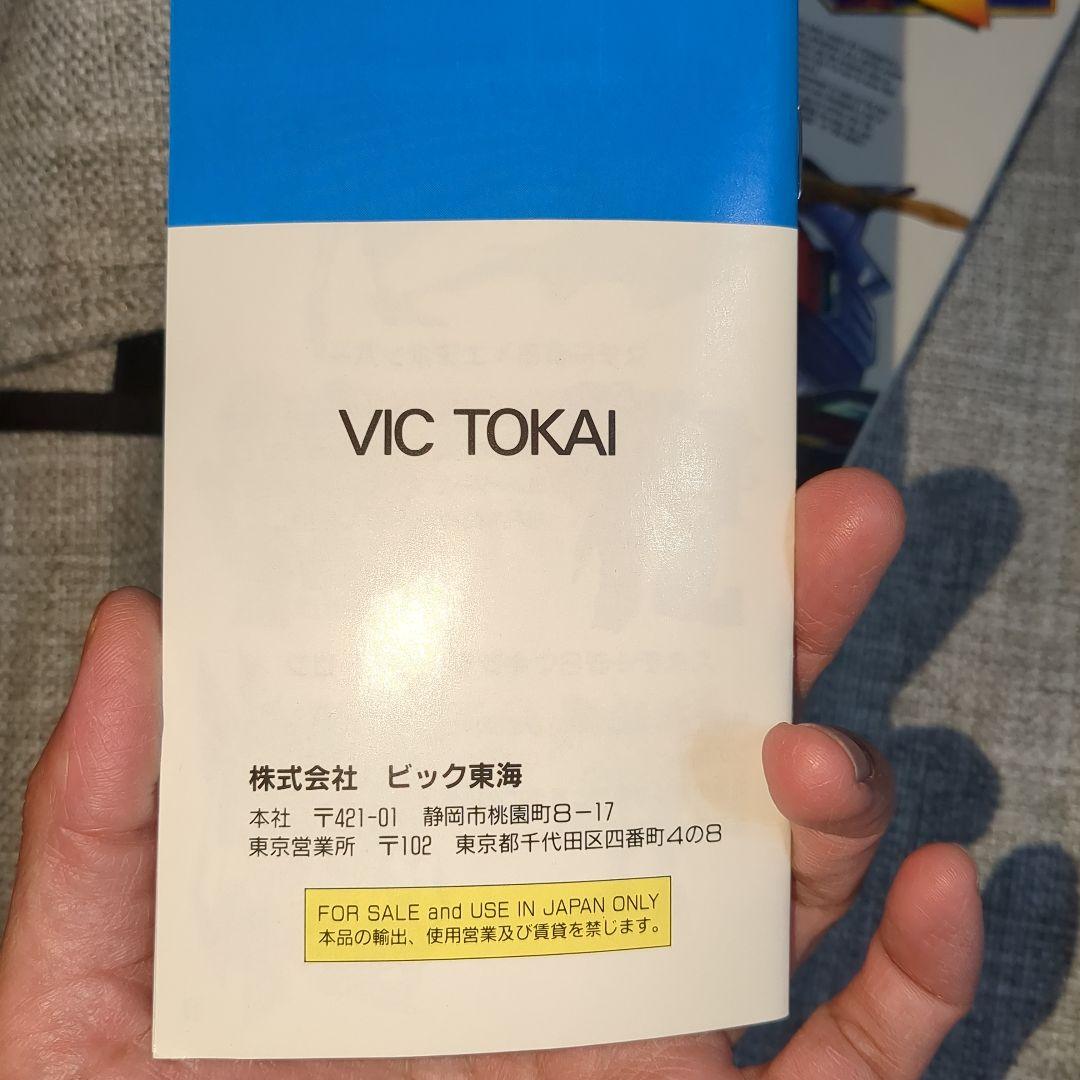 VIC TOKAI
株式会社　ビック東海
本社　〒421-01　静岡市桃園町8－17
東京営業所　〒102　東京都千代田区四番町4の8
FOR SALE and USE IN JAPAN ONLY
本品の輸出、使用営業及び賃貸を禁じます。